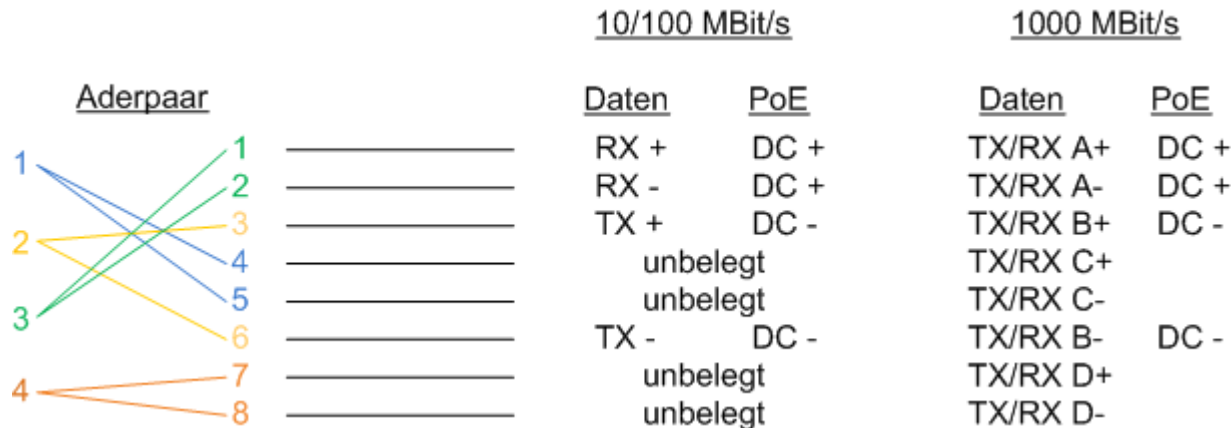 10/100 MBit/s 1000 MBit/s
Aderpaar Daten PoE Daten PoE
1 1 RX + DC + TX/RX A+ DC +
2 RX - DC + TX/RX A- DC +
2 3 TX + DC - TX/RX B+ DC -
4 unbelegt TX/RX C+
3 5 unbelegt TX/RX C-
6 TX - DC - TX/RX B- DC -
4 7 unbelegt TX/RX D+
8 unbelegt TX/RX D-